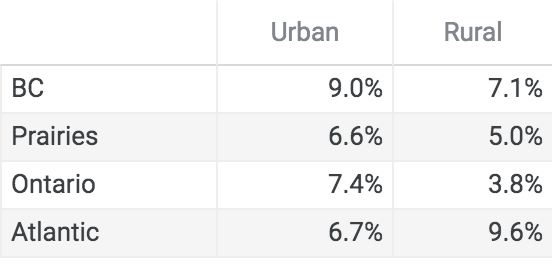 Urban Rural
BC 9.0% 7.1%
Prairies 6.6% 5.0%
Ontario 7.4% 3.8%
Atlantic 6.7% 9.6%